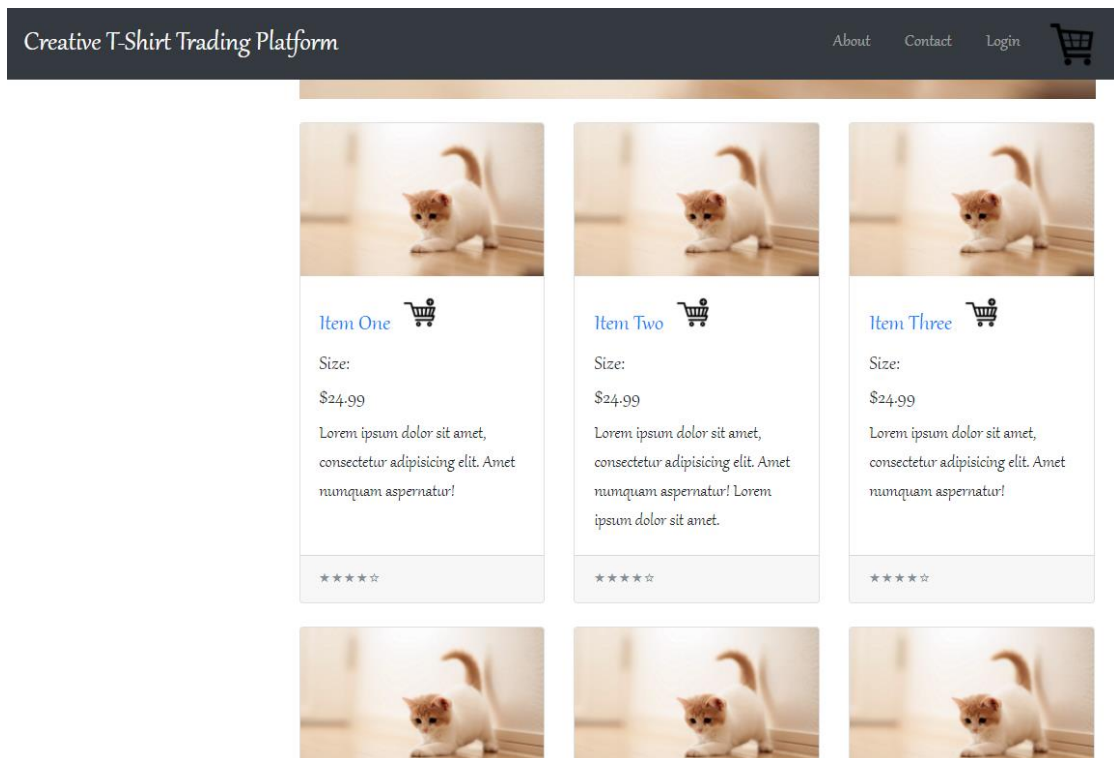 Creative T-Shirt Trading Platform
About Contact Login
Item One
Size:
$24.99
Lorem ipsum dolor sit amet,
consectetur adipisicing elit. Amet
numquam aspernatur!
★★★★☆
Item Two
Size:
$24.99
Lorem ipsum dolor sit amet,
consectetur adipisicing elit. Amet
numquam aspernatur! Lorem
ipsum dolor sit amet.
★★★★☆
Item Three
Size:
$24.99
Lorem ipsum dolor sit amet,
consectetur adipisicing elit. Amet
numquam aspernatur!
★★★★☆